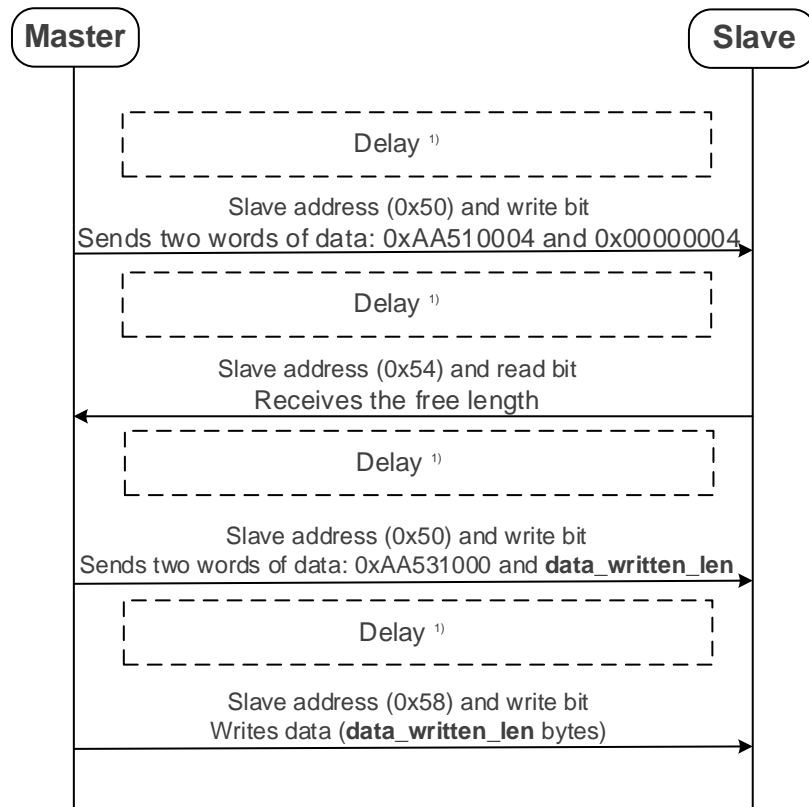 Master
Slave
Delay 1)
Slave address (0x50) and write bit
Sends two words of data: 0xAA510004 and 0x00000004
Delay 1)
Slave address (0x54) and read bit
Receives the free length
Delay 1)
Slave address (0x50) and write bit
Sends two words of data: 0xAA531000 and data_written_len
Delay 1)
Slave address (0x58) and write bit
Writes data (data_written_len bytes)